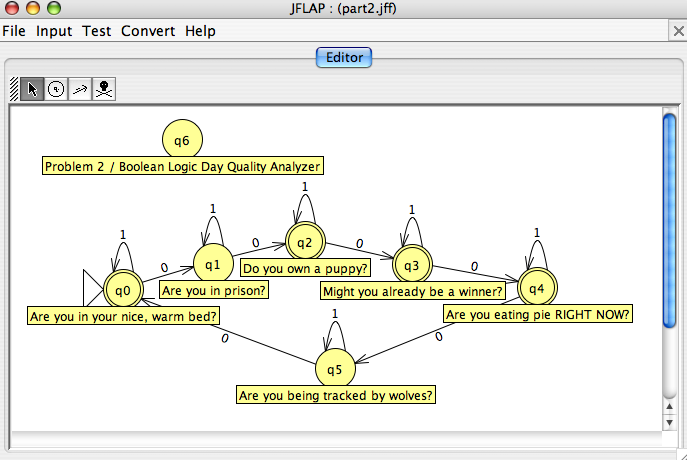 JFLAP : (part2.jff)
File Input Test Convert Help
Editor
q6
Problem 2 / Boolean Logic Day Quality Analyzer
1
1
1
1
1
0
0
0
0
q0
q1
q2
q3
q4
Do you own a puppy?
Are you in prison?
Might you already be a winner?
Are you in your nice, warm bed?
Are you eating pie RIGHT NOW?
1
0
0
q5
Are you being tracked by wolves?